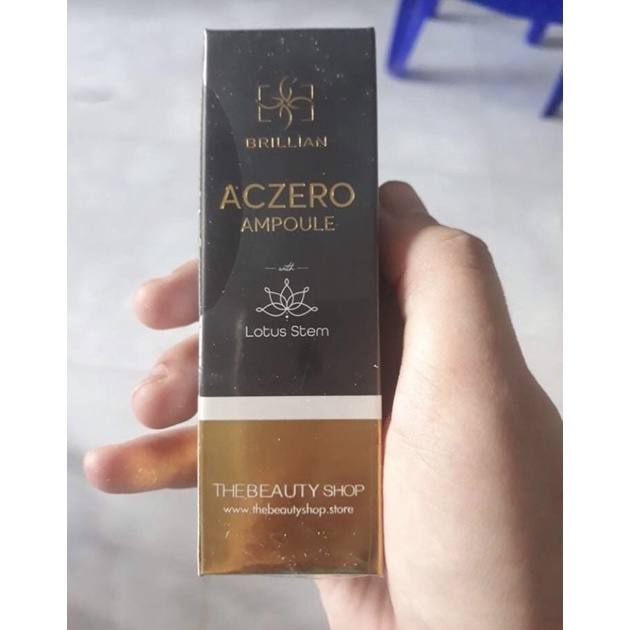 BRILLIAN
ACZERO
AMPOULE
with
Lotus Stem
THEBEAUTY SHOP
www.thebeautyshop.store